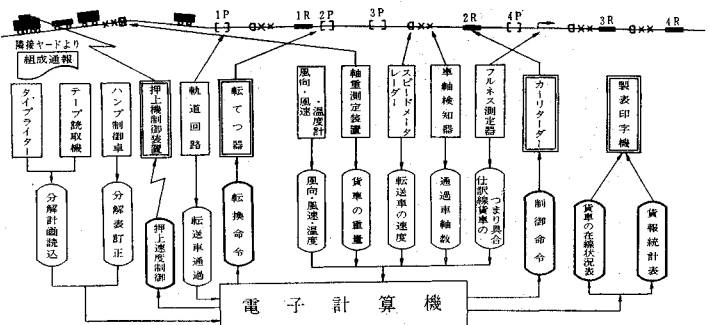 1P
1R
2P
3P
2R
4P
3R
4R
隣接ヤードより
組成通報
タイプライター
テープ読取機
ハンプ制御車
押上機制御装置
軌道回路
転てつ器
風向・風速・温度計
軸重測定装置
スピードメータレーダー
車軸検知器
フルネス測定器
カーリターダー
製表印字機
分解計画読込
分解表訂正
押上速度制御
転送車通過
転換命令
風向・風速・温度
貨車の重量
転送車の速度
通過車軸数
仕訳線貨車のつまり具合
制御命令
貨車の在線状況表
貨報統計表
電子計算機